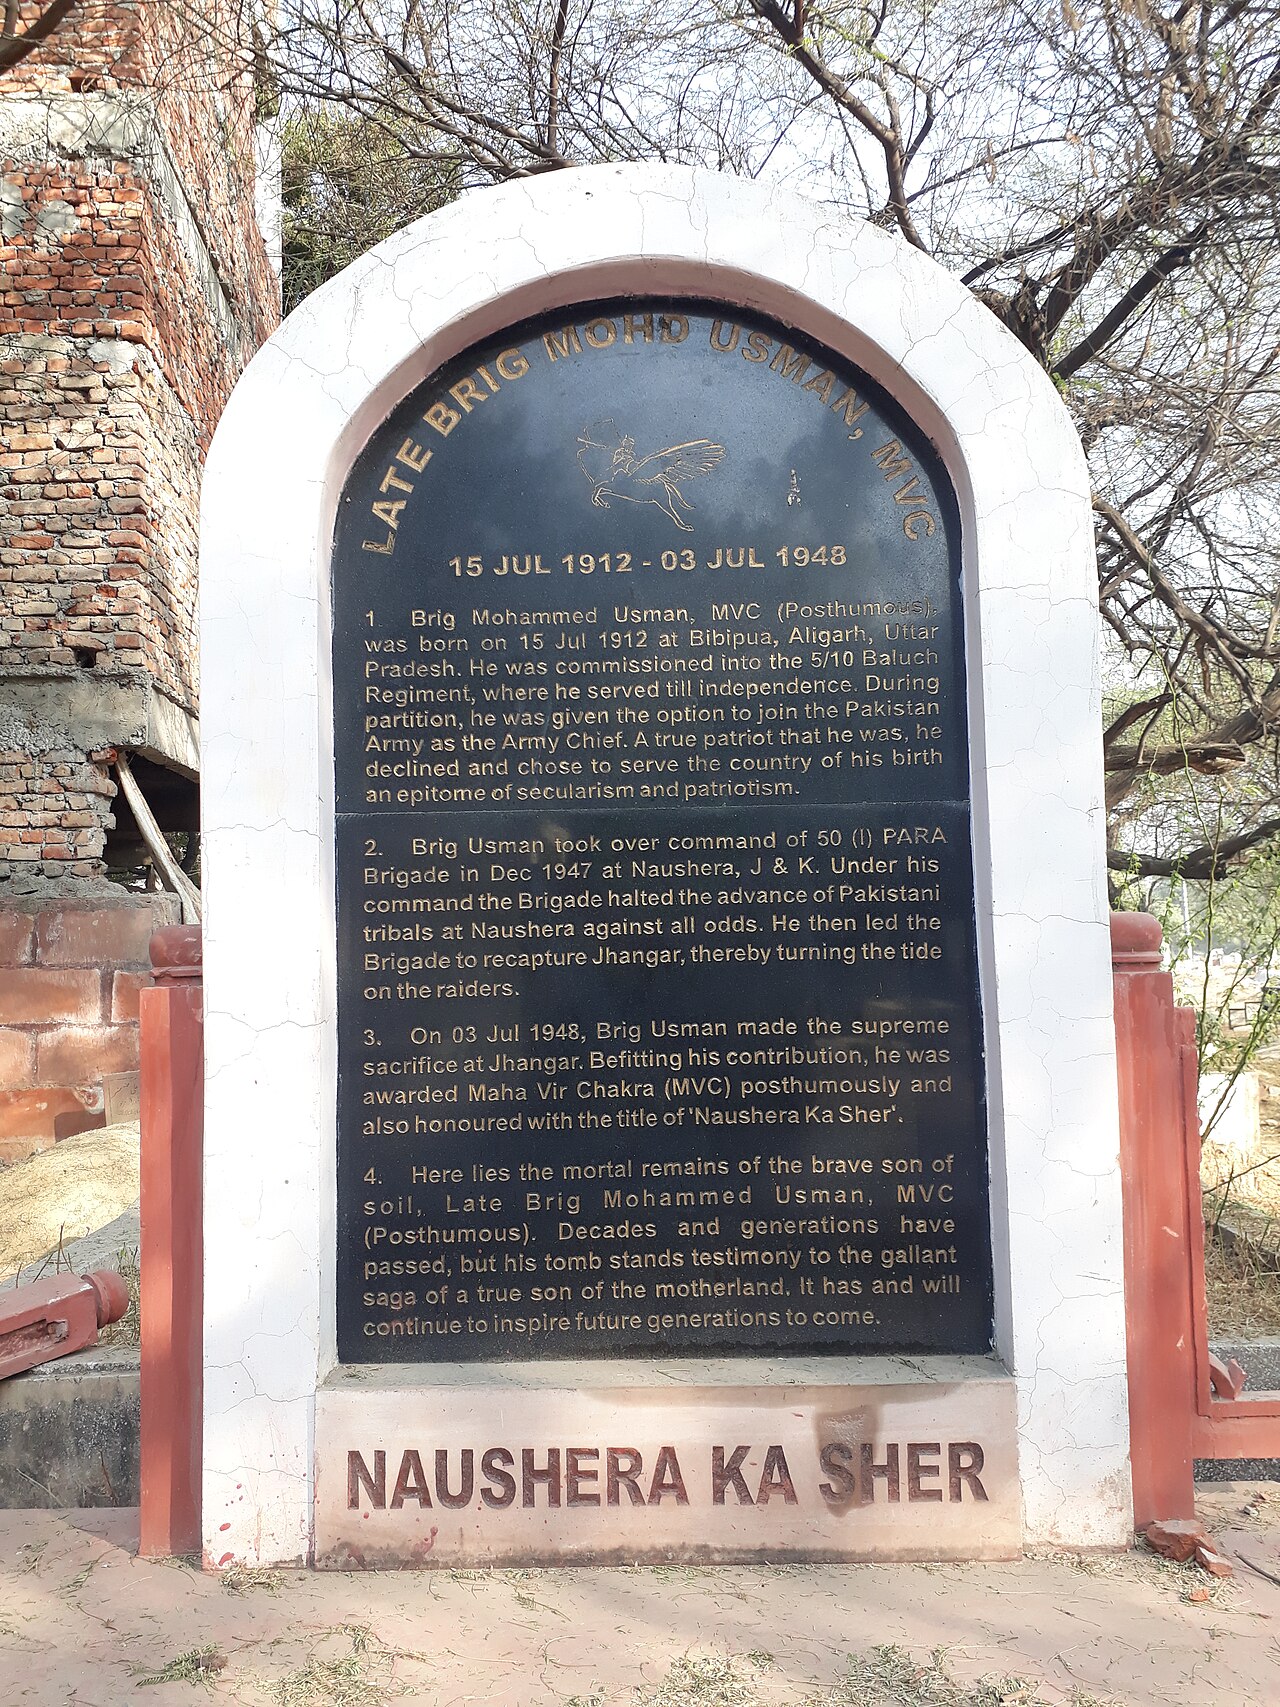 LATE BRIG MOHD USMAN, MVC
15 JUL 1912 - 03 JUL 1948
1. Brig Mohammed Usman, MVC (Posthumous),
was born on 15 Jul 1912 at Bibipua, Aligarh, Uttar
Pradesh. He was commissioned into the 5/10 Baluch
Regiment, where he served till independence. During
partition, he was given the option to join the Pakistan
Army as the Army Chief. A true patriot that he was, he
declined and chose to serve the country of his birth
an epitome of secularism and patriotism.
2. Brig Usman took over command of 50 (I) PARA
Brigade in Dec 1947 at Naushera, J & K. Under his
command the Brigade halted the advance of Pakistani
tribals at Naushera against all odds. He then led the
Brigade to recapture Jhangar, thereby turning the tide
on the raiders.
3. On 03 Jul 1948, Brig Usman made the supreme
sacrifice at Jhangar. Befitting his contribution, he was
awarded Maha Vir Chakra (MVC) posthumously and
also honoured with the title of 'Naushera Ka Sher'.
4. Here lies the mortal remains of the brave son of
soil, Late Brig Mohammed Usman, MVC
(Posthumous). Decades and generations have
passed, but his tomb stands testimony to the gallant
saga of a true son of the motherland. It has and will
continue to inspire future generations to come.
NAUSHERA KA SHER